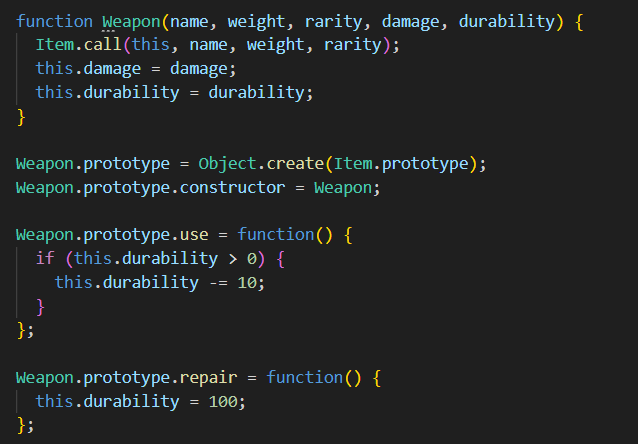 function Weapon(name, weight, rarity, damage, durability) {
  Item.call(this, name, weight, rarity);
  this.damage = damage;
  this.durability = durability;
}

Weapon.prototype = Object.create(Item.prototype);
Weapon.prototype.constructor = Weapon;

Weapon.prototype.use = function() {
  if (this.durability > 0) {
    this.durability -= 10;
  }
};

Weapon.prototype.repair = function() {
  this.durability = 100;
};